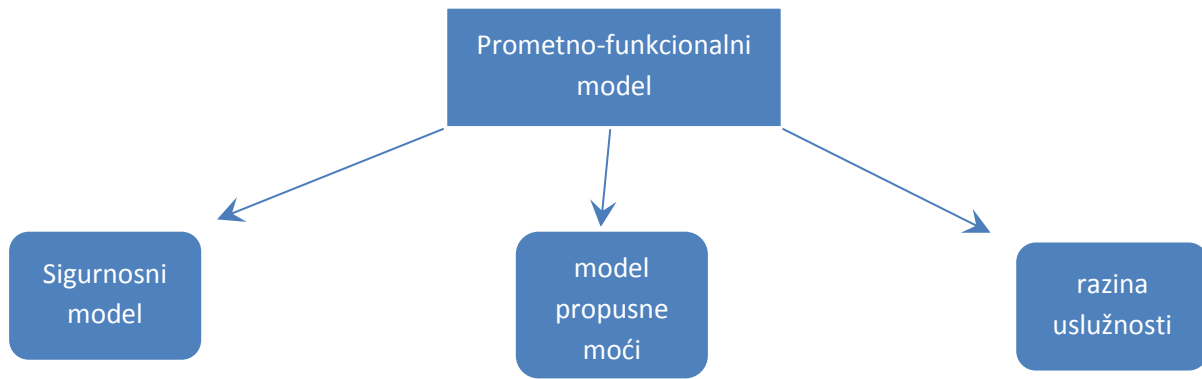 Prometno-funkcionalni
model
Sigurnosni
model
model
propusne
moći
razina
uslužnosti